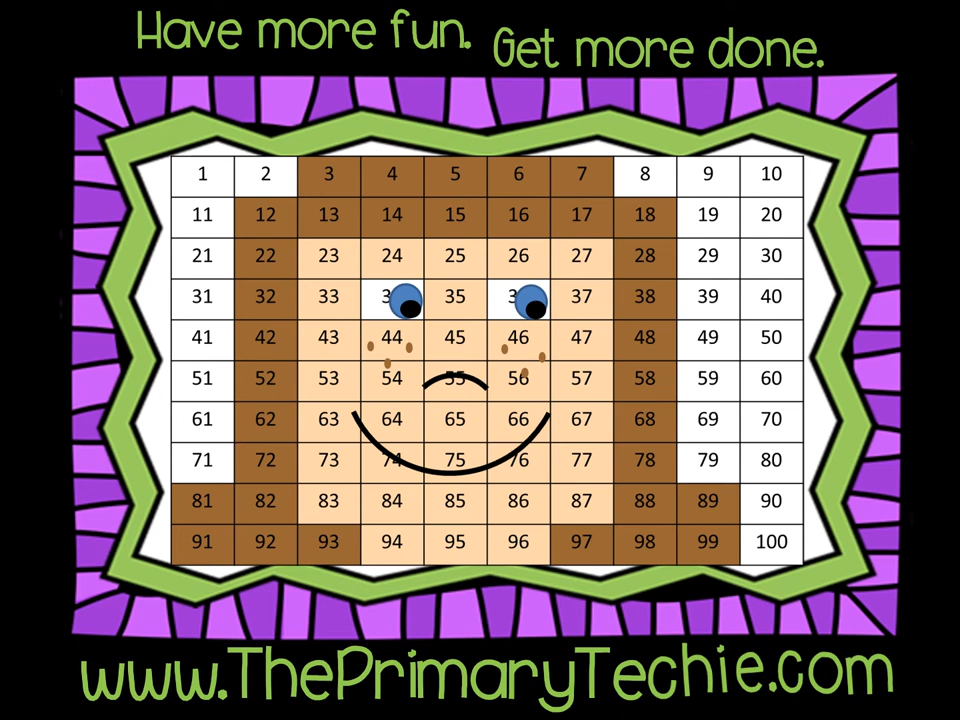 Have more fun. Get more done.
1 2 3 4 5 6 7 8 9 10
11 12 13 14 15 16 17 18 19 20
21 22 23 24 25 26 27 28 29 30
31 32 33 3 35 3 37 38 39 40
41 42 43 44 45 46 47 48 49 50
51 52 53 54 55 56 57 58 59 60
61 62 63 64 65 66 67 68 69 70
71 72 73 74 75 76 77 78 79 80
81 82 83 84 85 86 87 88 89 90
91 92 93 94 95 96 97 98 99 100
www.ThePrimaryTechie.com